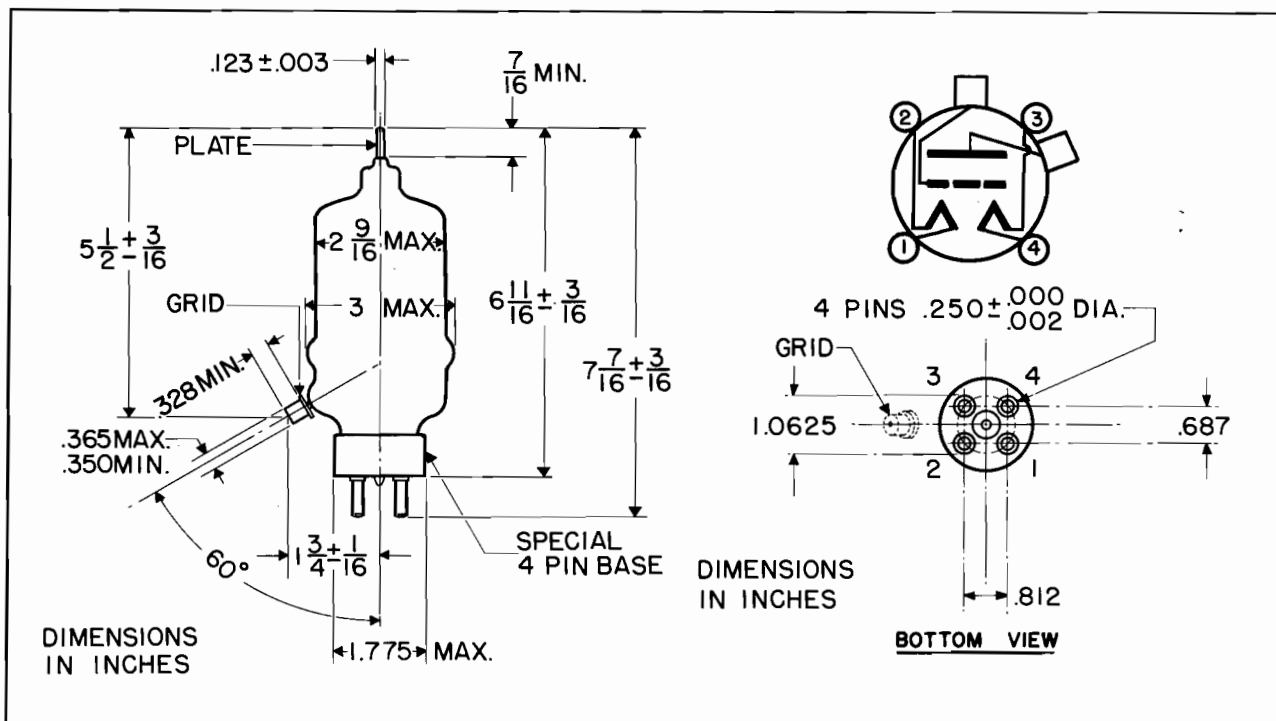 .123 ±.003
7/16 MIN.
PLATE
5 1/2 ± 3/16
2 9/16 MAX.
GRID
3 MAX.
6 11/16 ± 3/16
7 7/16 ± 3/16
.328 MIN.
.365 MAX.
.350 MIN.
60°
1 3/4 ± 1/16
SPECIAL
4 PIN BASE
1.775 MAX.
DIMENSIONS
IN INCHES
2
3
1
4
4 PINS .250 ± .000
.002 DIA.
GRID
3 4
1.0625
.687
2 1
DIMENSIONS
IN INCHES
.812
BOTTOM VIEW